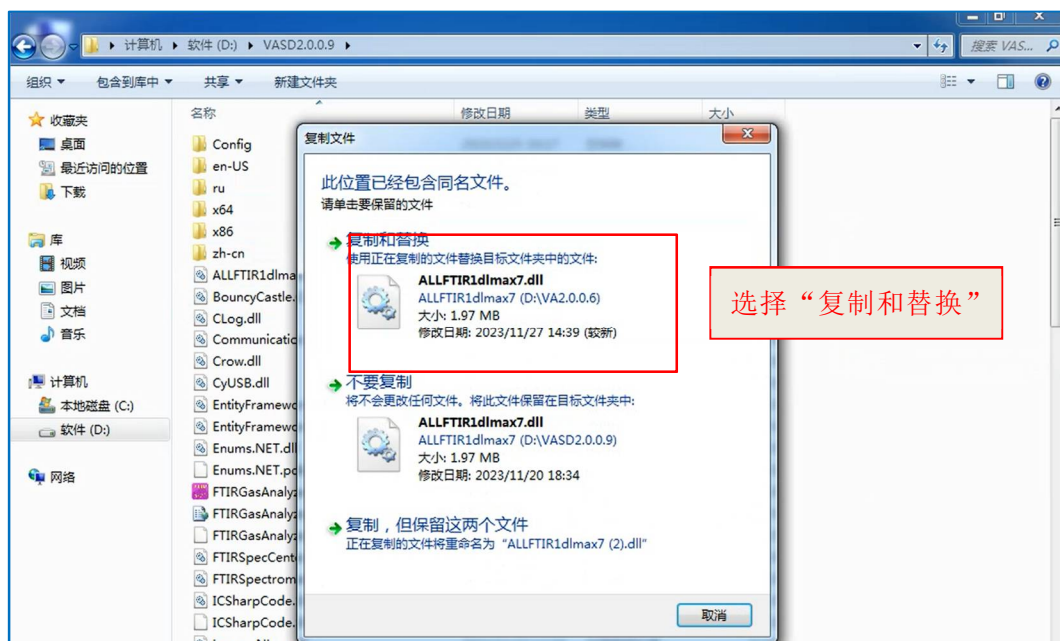 计算机 ▸ 软件 (D:) ▸ VASD2.0.0.9 ▸
搜索 VAS...
组织 包含到库中 共享 新建文件夹
名称 修改日期 类型 大小
收藏夹
桌面
最近访问的位置
下载
库
视频
图片
文档
音乐
计算机
本地磁盘 (C:)
软件 (D:)
网络
Config
en-US
ru
x64
x86
zh-cn
ALLFTIR1dlma
BouncyCastle.
CLog.dll
Communicatic
Crow.dll
CyUSB.dll
EntityFramewo
EntityFramewo
Enums.NET.dll
Enums.NET.pd
FTIRGasAnalyz
FTIRGasAnalyz
FTIRGasAnalyz
FTIRSpecCent
FTIRSpectrom
ICSharpCode.
ICSharpCode.
复制文件
此位置已经包含同名文件。
请单击要保留的文件
复制和替换
使用正在复制的文件替换目标文件夹中的文件:
ALLFTIR1dlmax7.dll
ALLFTIR1dlmax7 (D:\VA2.0.0.6)
大小: 1.97 MB
修改日期: 2023/11/27 14:39 (较新)
不要复制
将不会更改任何文件。将此文件保留在目标文件夹中:
ALLFTIR1dlmax7.dll
ALLFTIR1dlmax7 (D:\VASD2.0.0.9)
大小: 1.97 MB
修改日期: 2023/11/20 18:34
复制，但保留这两个文件
正在复制的文件将重命名为“ALLFTIR1dlmax7 (2).dll”
取消
选择“复制和替换”